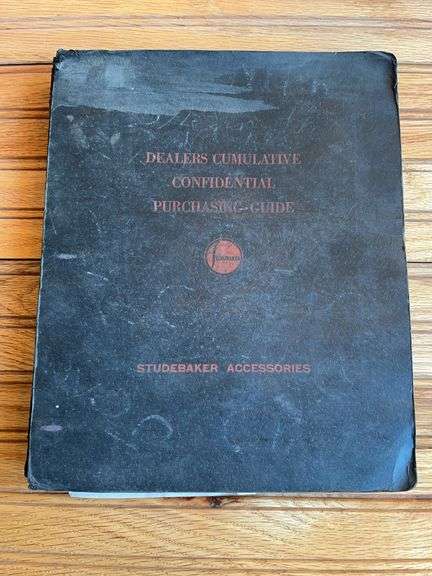 DEALERS CUMULATIVE
CONFIDENTIAL
PURCHASING-GUIDE
STUDEBAKER ACCESSORIES